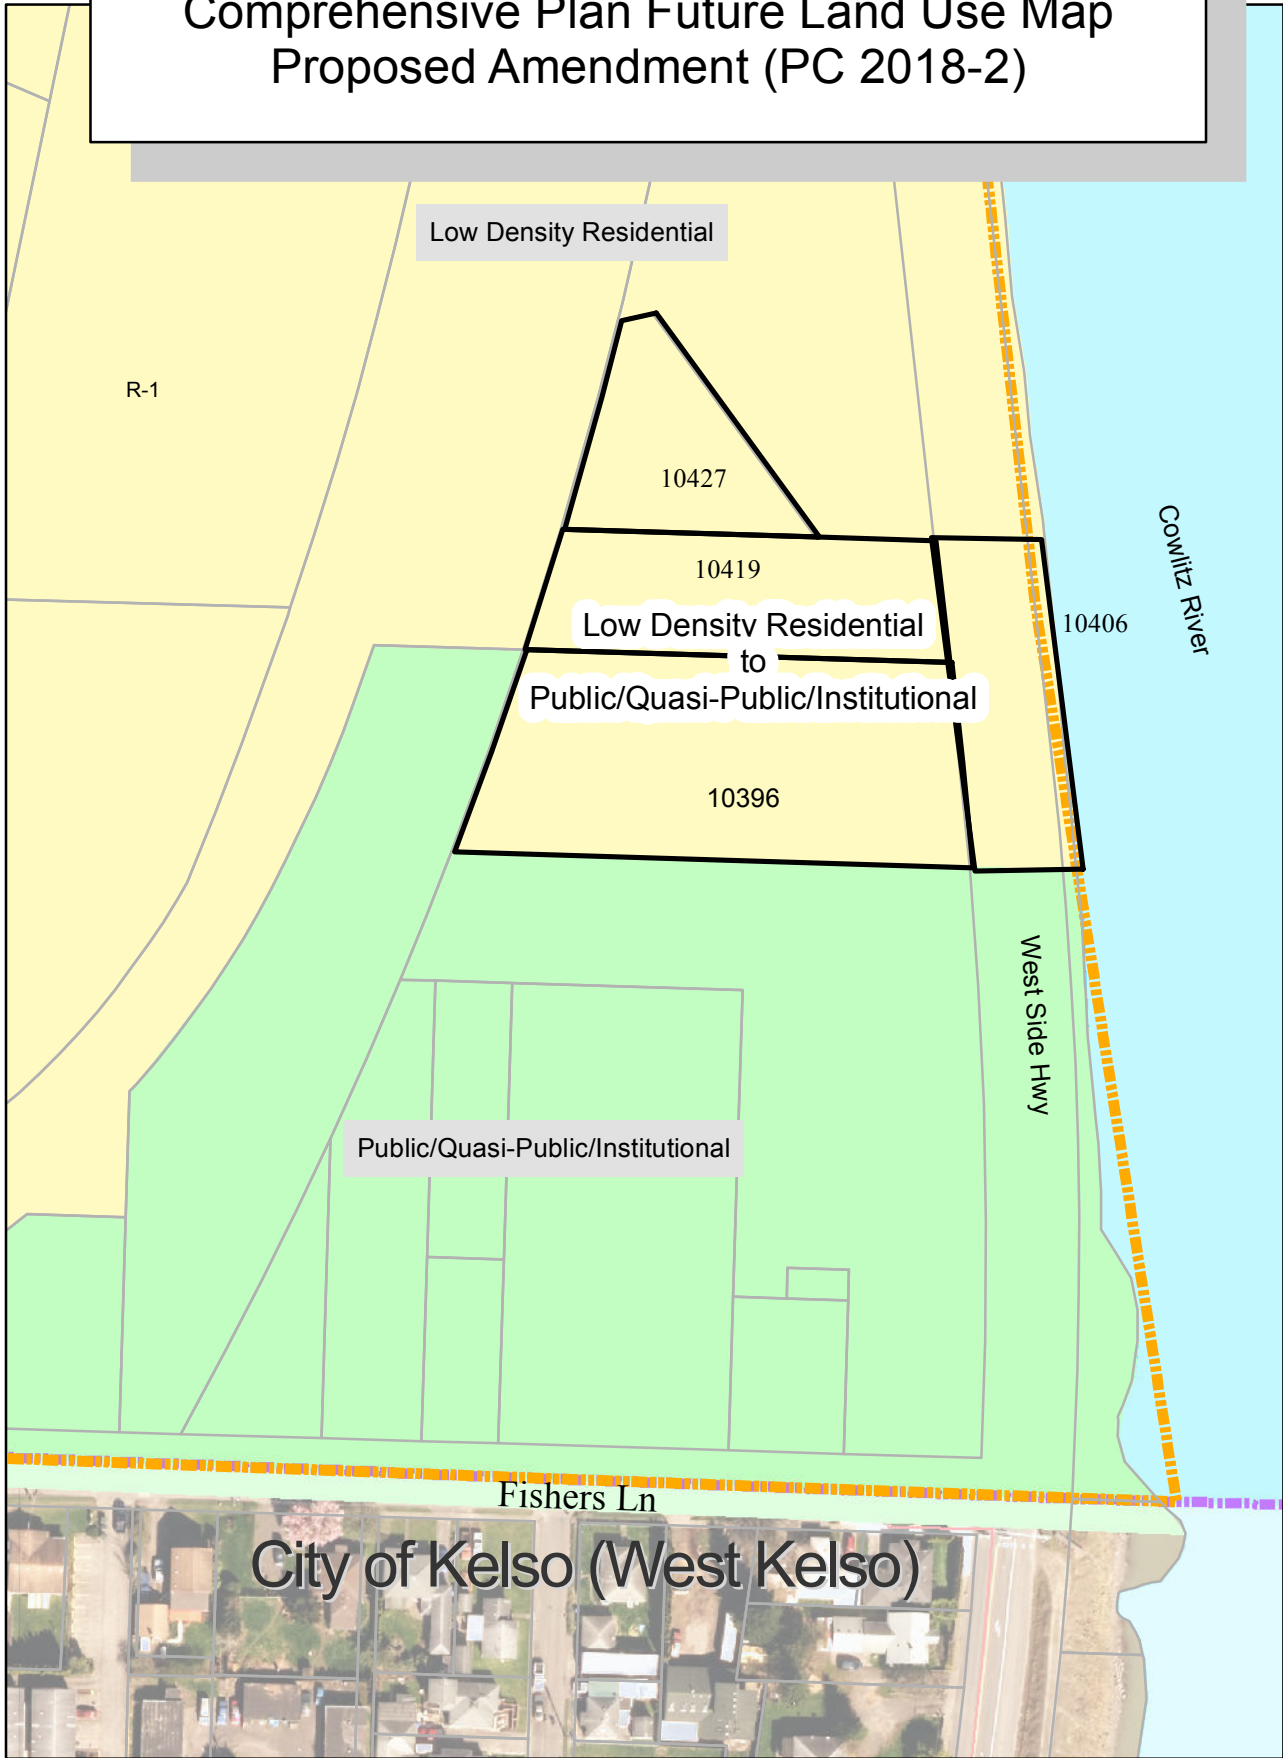 Comprehensive Plan Future Land Use Map
Proposed Amendment (PC 2018-2)
Low Density Residential
R-1
10427
10419
Low Density Residential
to
Public/Quasi-Public/Institutional
10406
Cowlitz River
10396
West Side Hwy
Public/Quasi-Public/Institutional
Fishers Ln
City of Kelso (West Kelso)